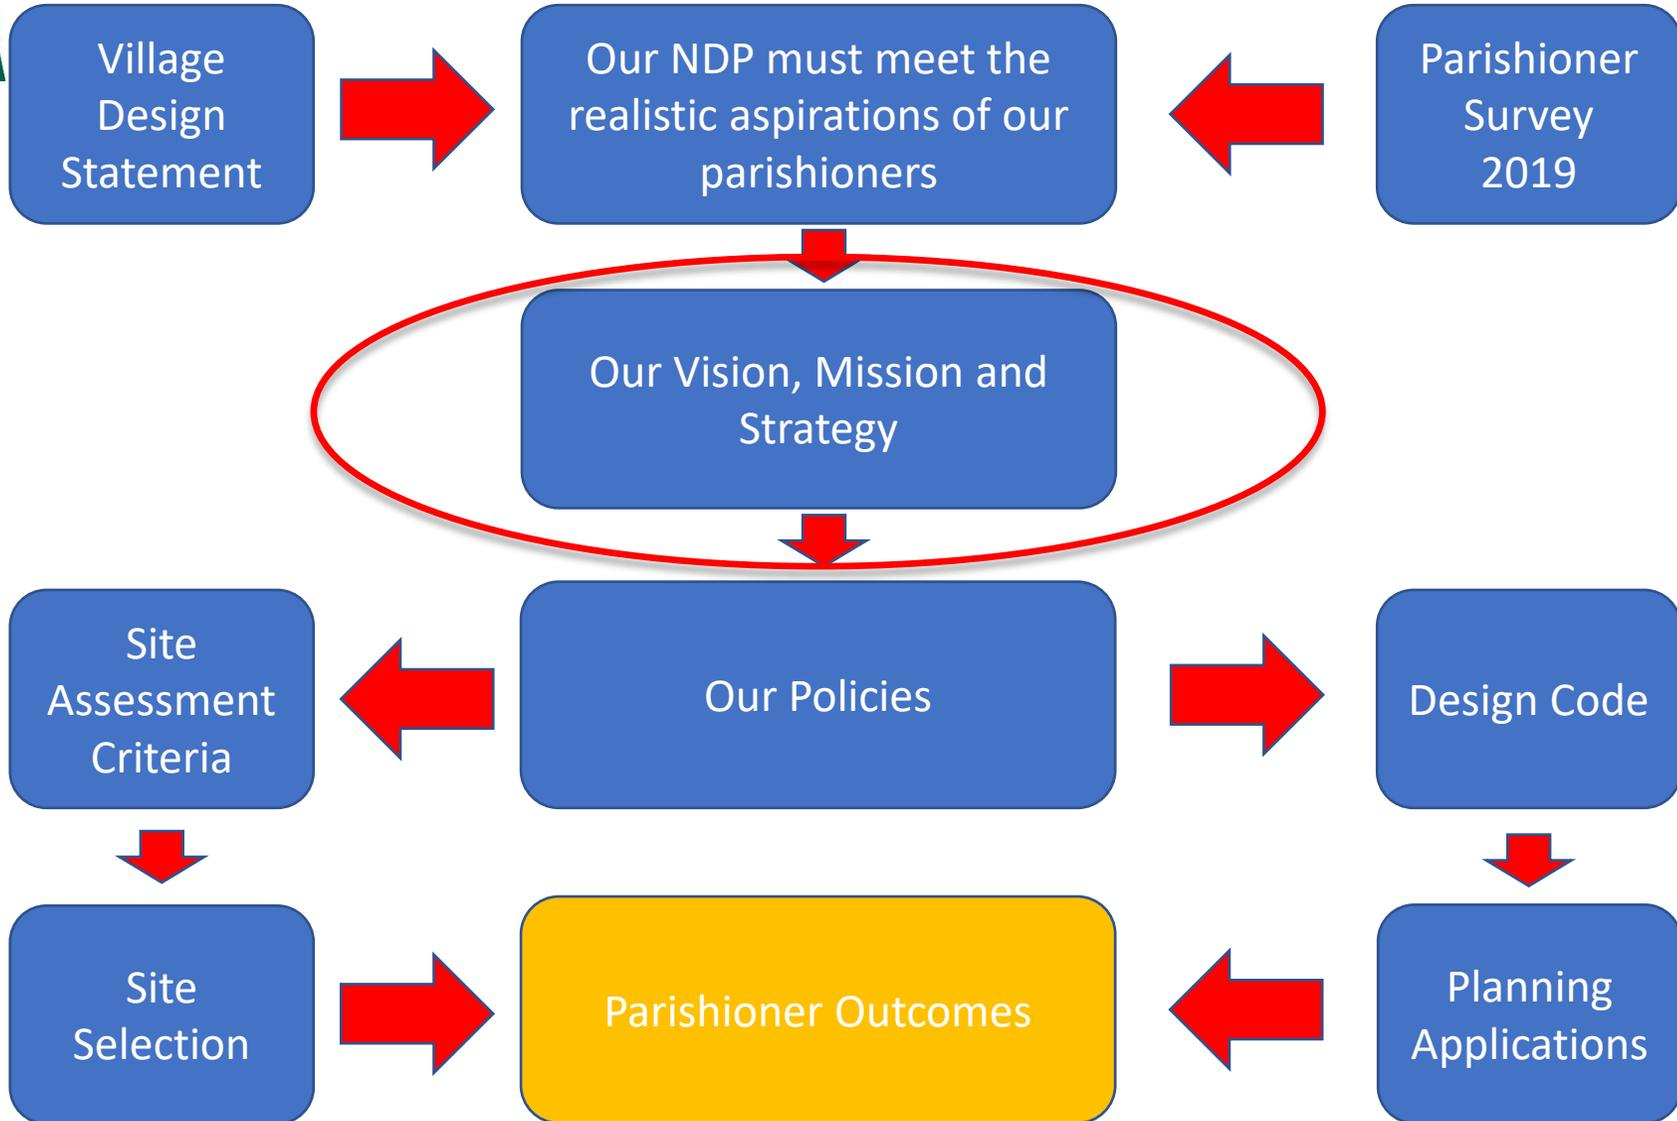 Village
Design
Statement
Our NDP must meet the
realistic aspirations of our
parishioners
Parishioner
Survey
2019
Our Vision, Mission and
Strategy
Site
Assessment
Criteria
Our Policies
Design Code
Site
Selection
Parishioner Outcomes
Planning
Applications